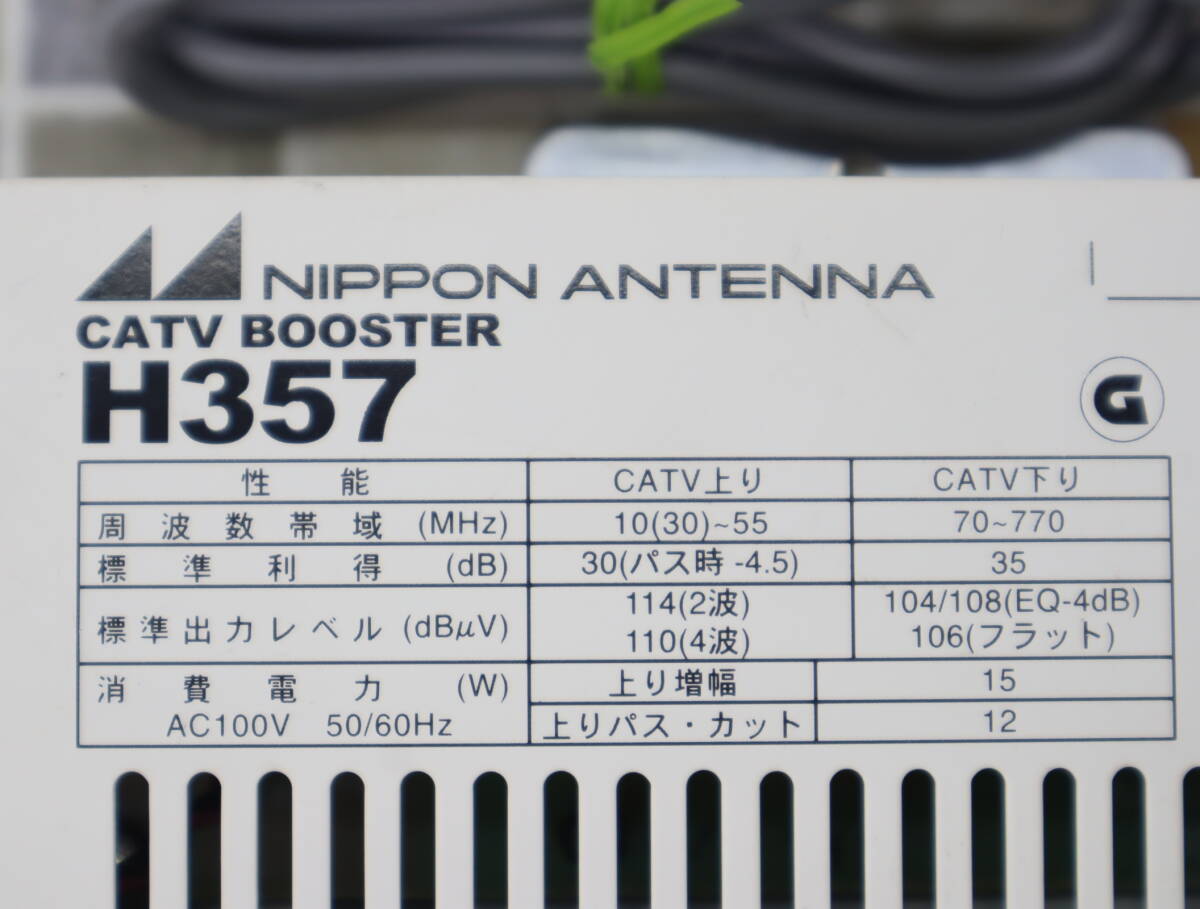 NIPPON ANTENNA
CATV BOOSTER
H357
G
性能 CATV上り CATV下り
周波数帯域 (MHz) 10(30)~55 70~770
標準利得 (dB) 30(パス時 -4.5) 35
標準出力レベル (dBμV) 114(2波) 104/108(EQ-4dB)
110(4波) 106(フラット)
消費電力 (W) 上り増幅 15
AC100V 50/60Hz 上りパス・カット 12